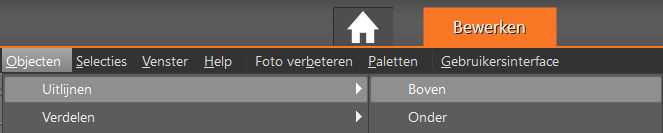 Bewerken
Objecten Selecties Venster Help Foto verbeteren Paletten Gebruikersinterface
Uitlijnen Boven
Verdelen Onder